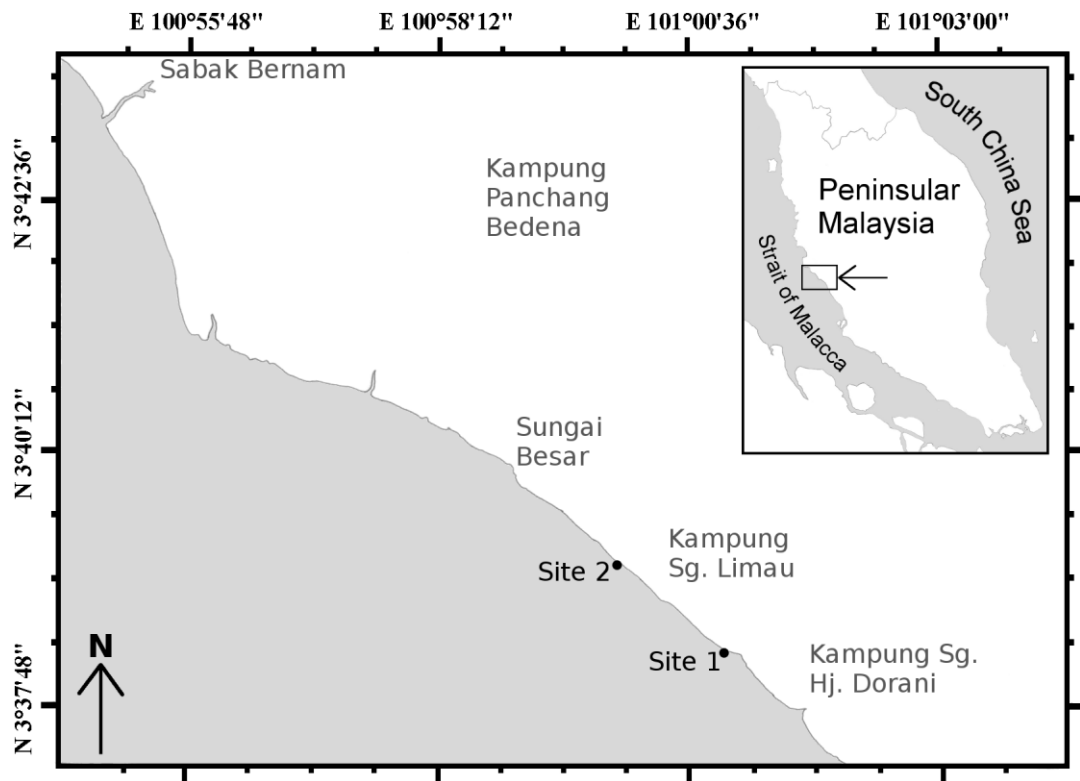 E 100°55'48"
E 100°58'12"
E 101°00'36"
E 101°03'00"
Sabak Bernam
N 3°42'36"
Kampung
Panchang
Bedena
South China Sea
Peninsular
Malaysia
Strait of Malacca
N 3°40'12"
Sungai
Besar
Kampung
Sg. Limau
Site 2
N 3°37'48"
N
Site 1
Kampung Sg.
Hj. Dorani